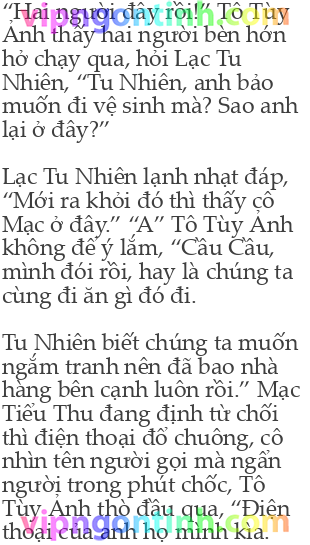 “Hai người đây rồi!” Tô Tùy
Ảnh thấy hai người bèn hớn
hở chạy qua, hỏi Lạc Tu
Nhiên, “Tu Nhiên, anh bảo
muốn đi vệ sinh mà? Sao anh
lại ở đây?”

Lạc Tu Nhiên lạnh nhạt đáp,
“Mới ra khỏi đó thì thấy cô
Mạc ở đây.” “A” Tô Tùy Ảnh
không để ý lắm, “Cầu Cầu,
mình đói rồi, hay là chúng ta
cùng đi ăn gì đó đi.

Tu Nhiên biết chúng ta muốn
ngắm tranh nên đã bao nhà
hàng bên cạnh luôn rồi.” Mạc
Tiểu Thu đang định từ chối
thì điện thoại đổ chuông, cô
nhìn tên người gọi mà ngẩn
người trong phút chốc, Tô
Tùy Ảnh thò đầu qua, “Điện
thoại của anh họ mình kìa.
vipngontinh.com
vipngontinh.com